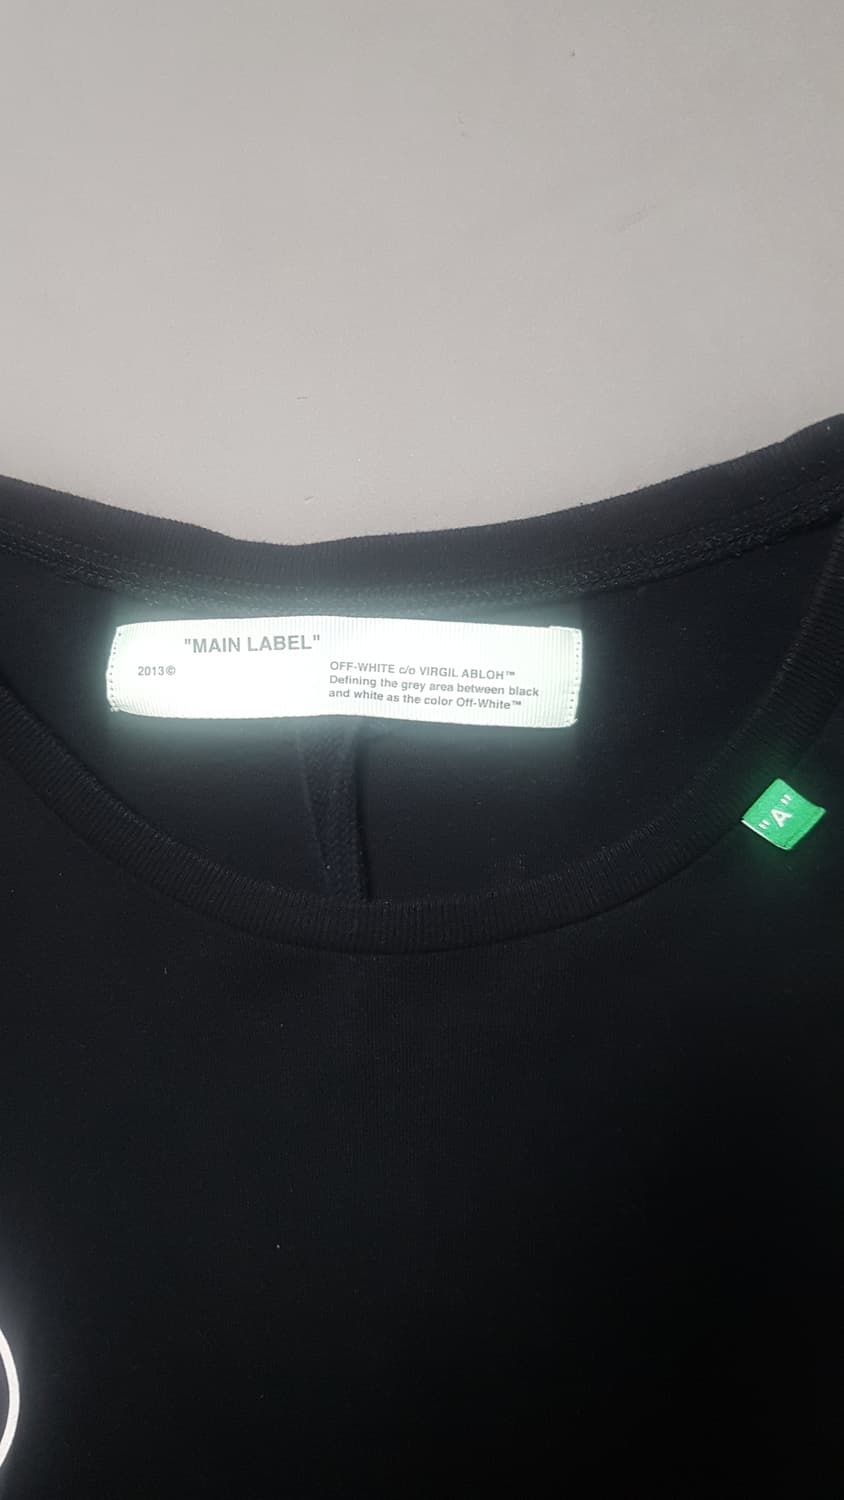 "MAIN LABEL"
2013©
OFF-WHITE c/o VIRGIL ABLOH™
Defining the grey area between black
and white as the color Off-White™
"A"